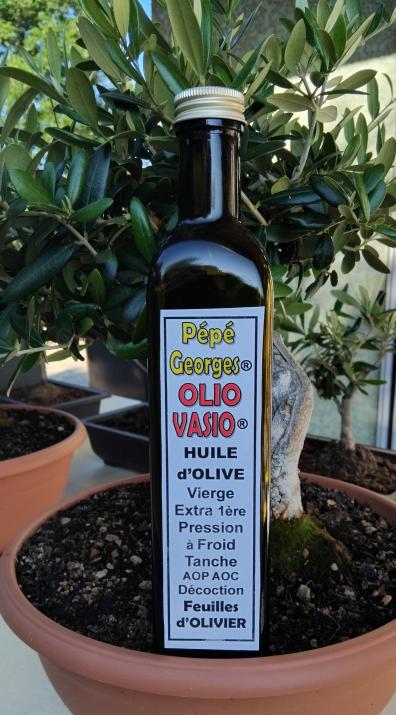 Pépé
Georges®
OLIO
VASIO®
HUILE
d'OLIVE
Vierge
Extra 1ère
Pression
à Froid
Tanche
AOP AOC
Décoction
Feuilles
d'OLIVIER